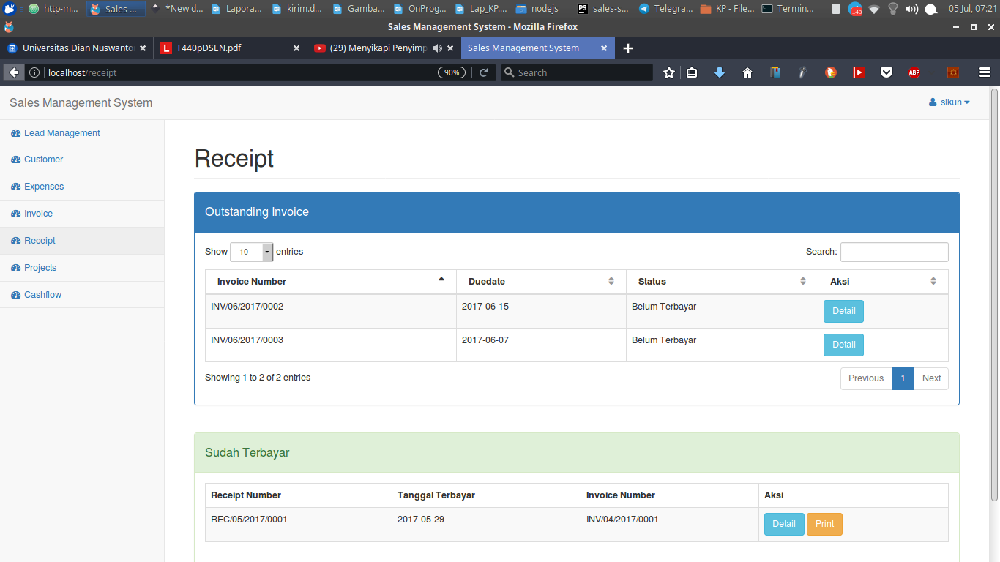 http-m... Sales ... *New d... Lapora... kirim.d... Gamba... OnProg... Lap_KP.... nodejs PS sales-s... Telegra... KP - File... Termin... 43 05 Jul, 07:21
Sales Management System - Mozilla Firefox
Universitas Dian Nuswanto L T440pDSEN.pdf (29) Menyikapi Penyimp Sales Management System
localhost/receipt 90% Search ABP
Sales Management System sikun
Lead Management
Customer
Expenses
Invoice
Receipt
Projects
Cashflow
Receipt
Outstanding Invoice
Show 10 entries Search:
Invoice Number Duedate Status Aksi
INV/06/2017/0002 2017-06-15 Belum Terbayar Detail
INV/06/2017/0003 2017-06-07 Belum Terbayar Detail
Showing 1 to 2 of 2 entries Previous 1 Next
Sudah Terbayar
Receipt Number Tanggal Terbayar Invoice Number Aksi
REC/05/2017/0001 2017-05-29 INV/04/2017/0001 Detail Print